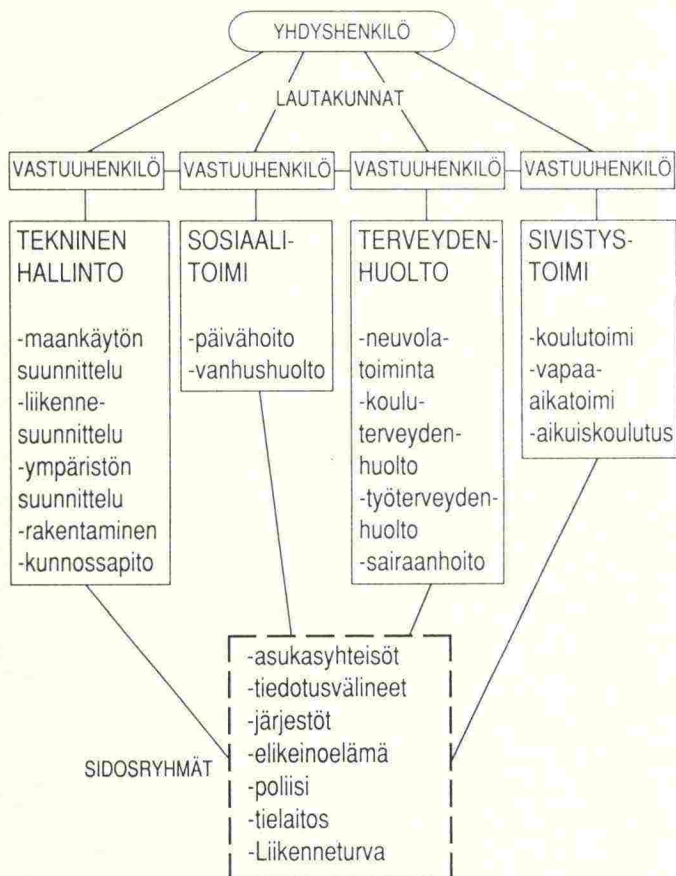 YHDYSHENKILÖ
LAUTAKUNNAT
VASTUUHENKILÖ
VASTUUHENKILÖ
VASTUUHENKILÖ
VASTUUHENKILÖ
TEKNINEN
HALLINTO
-maankäytön
suunnittelu
-liikenne-
suunnittelu
-ympäristön
suunnittelu
-rakentaminen
-kunnossapito
SOSIAALI-
TOIMI
-päivähoito
-vanhushuolto
TERVEYDEN-
HUOLTO
-neuvola-
toiminta
-koulu-
terveyden-
huolto
-työterveyden-
huolto
-sairaanhoito
SIVISTYS-
TOIMI
-koulutoimi
-vapaa-
aikatoimi
-aikuiskoulutus
SIDOSRYHMÄT
-asukasyhteisöt
-tiedotusvälineet
-järjestöt
-elikeinoelämä
-poliisi
-tielaitos
-Liikenneturva